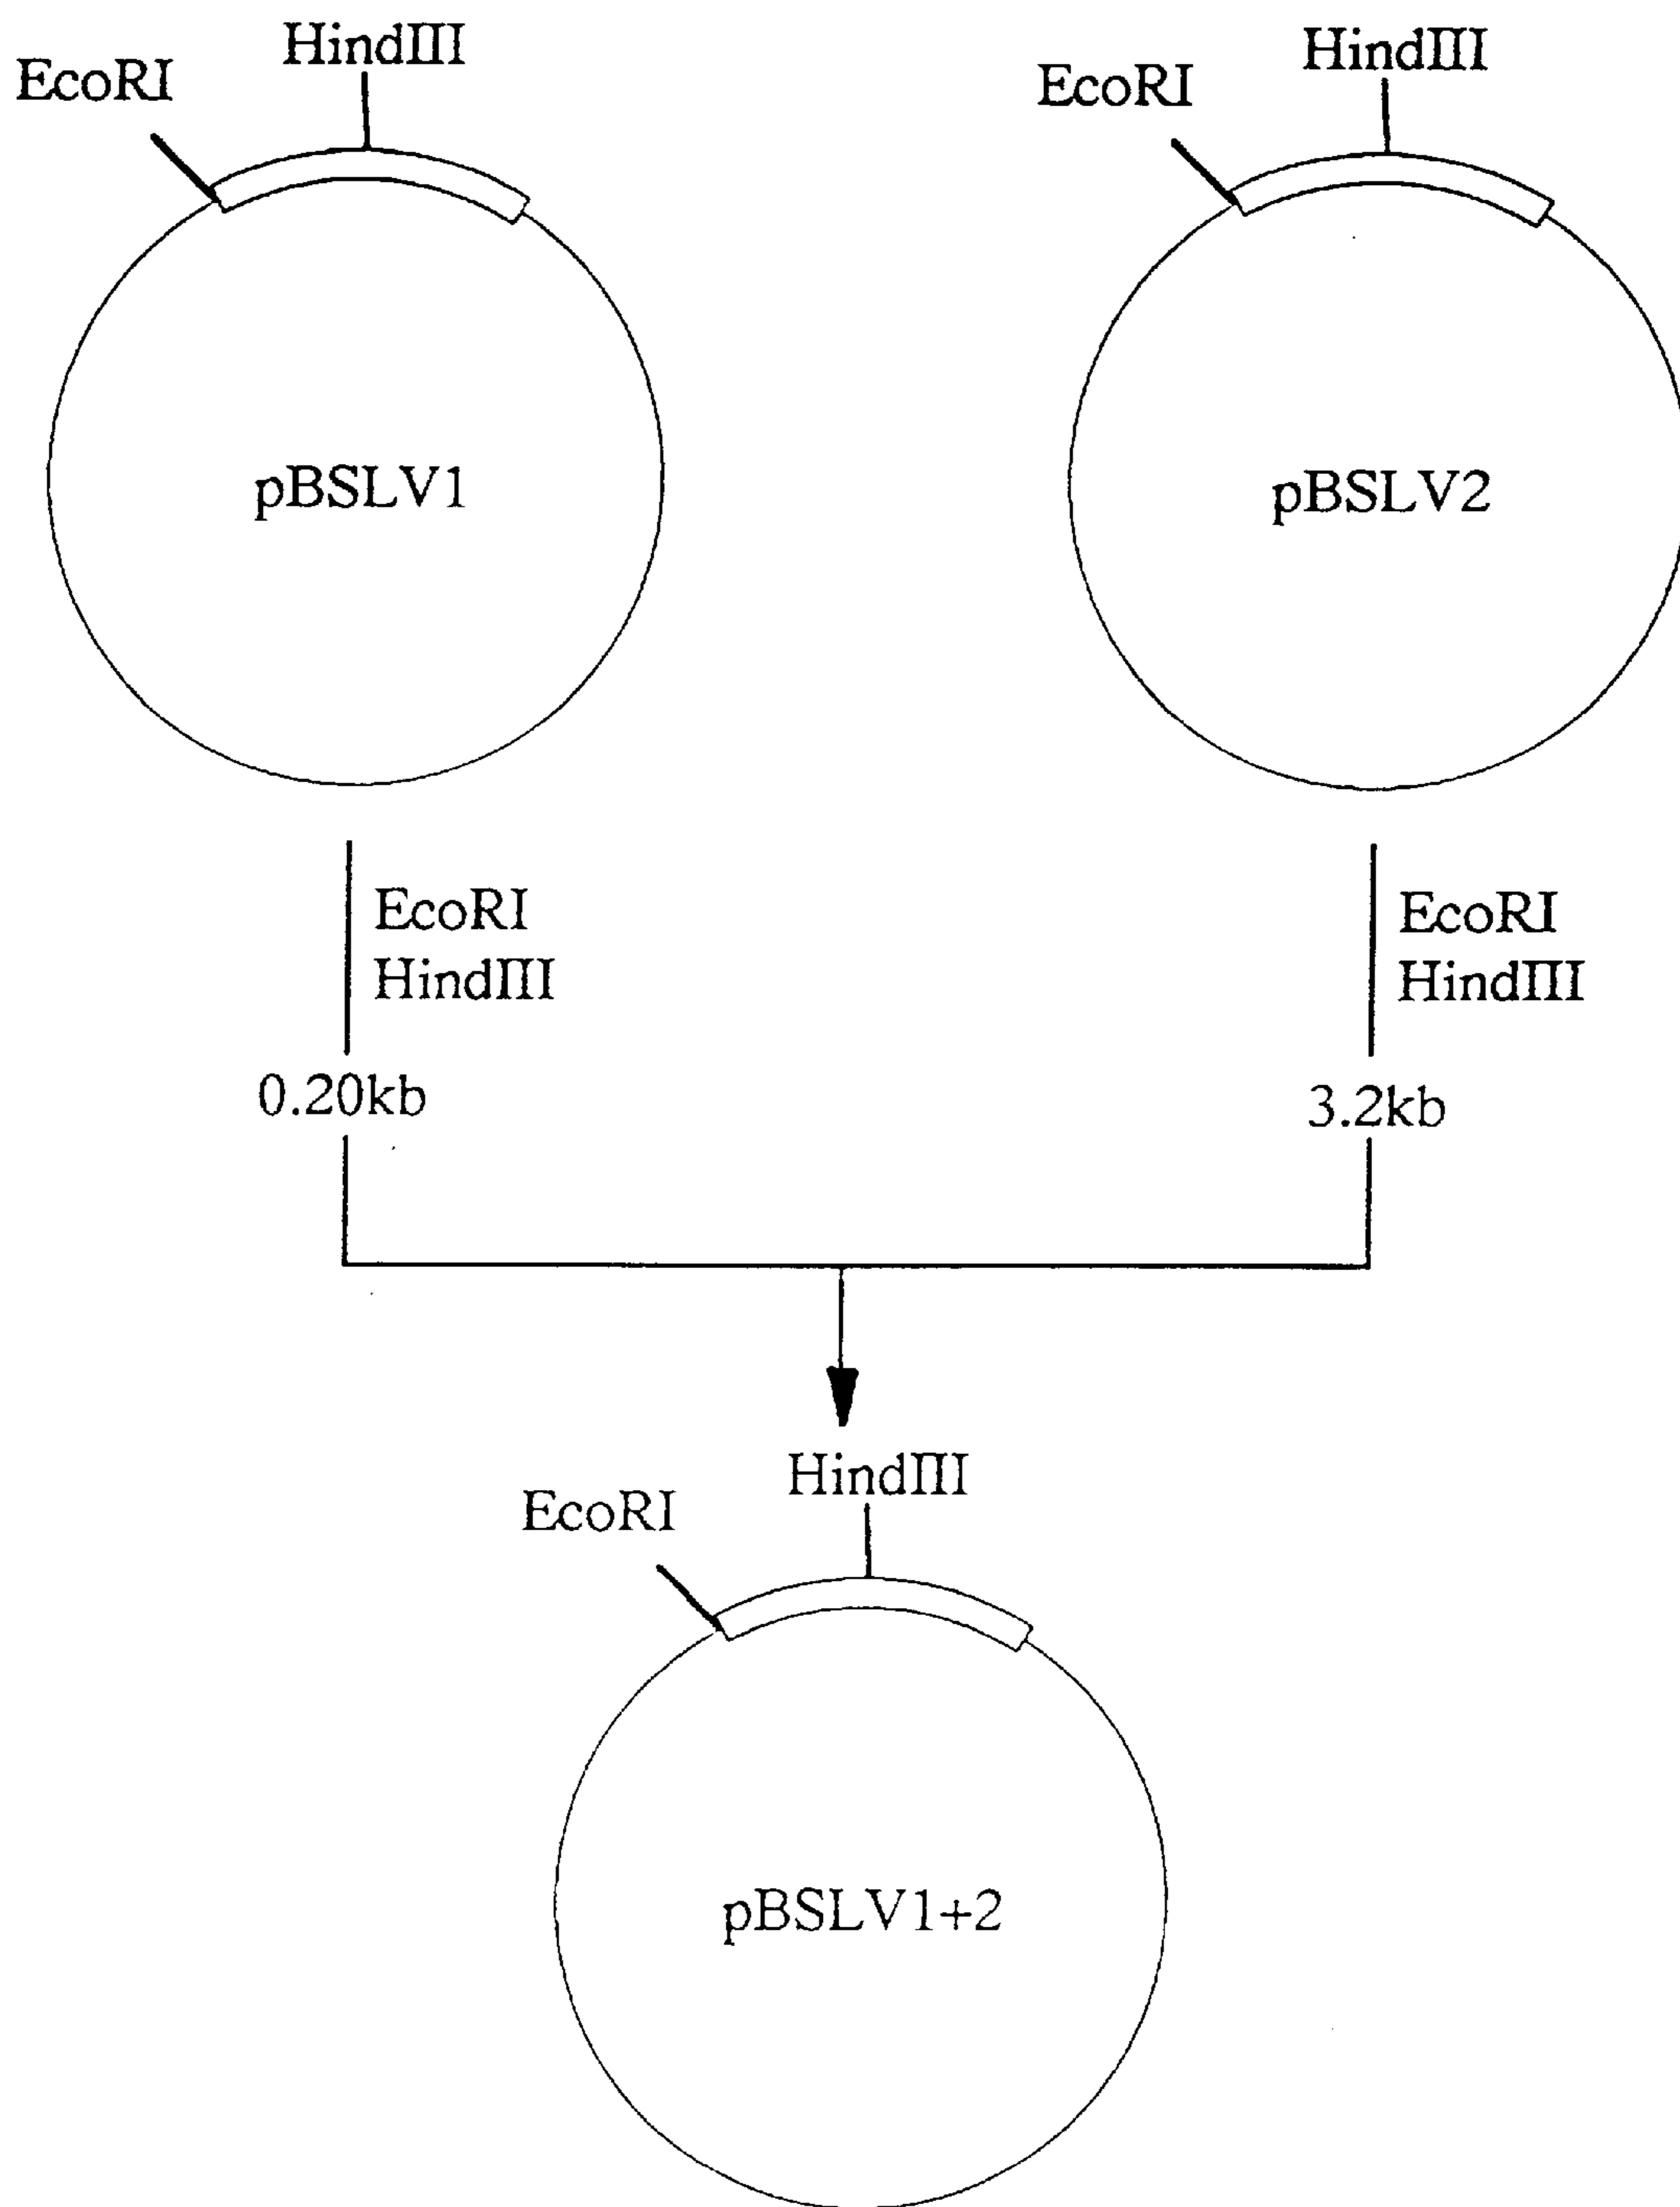 EcoRI
HindIII
EcoRI
HindIII
pBSLV1
pBSLV2
EcoRI
HindIII
EcoRI
HindIII
0.20kb
3.2kb
EcoRI
HindIII
pBSLV1+2